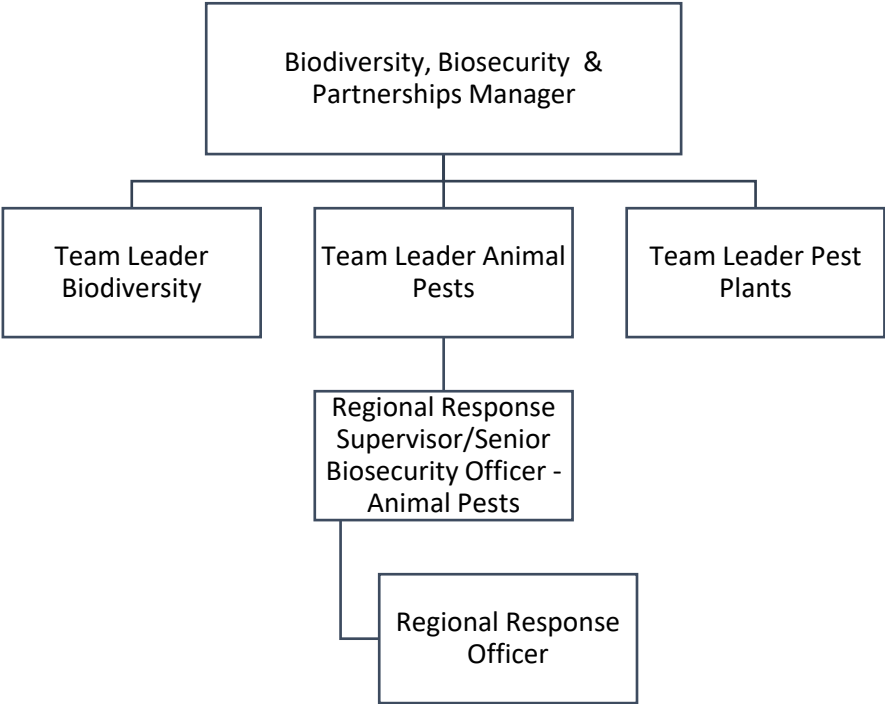 Biodiversity, Biosecurity &
Partnerships Manager
Team Leader
Biodiversity
Team Leader Animal
Pests
Team Leader Pest
Plants
Regional Response
Supervisor/Senior
Biosecurity Officer -
Animal Pests
Regional Response
Officer